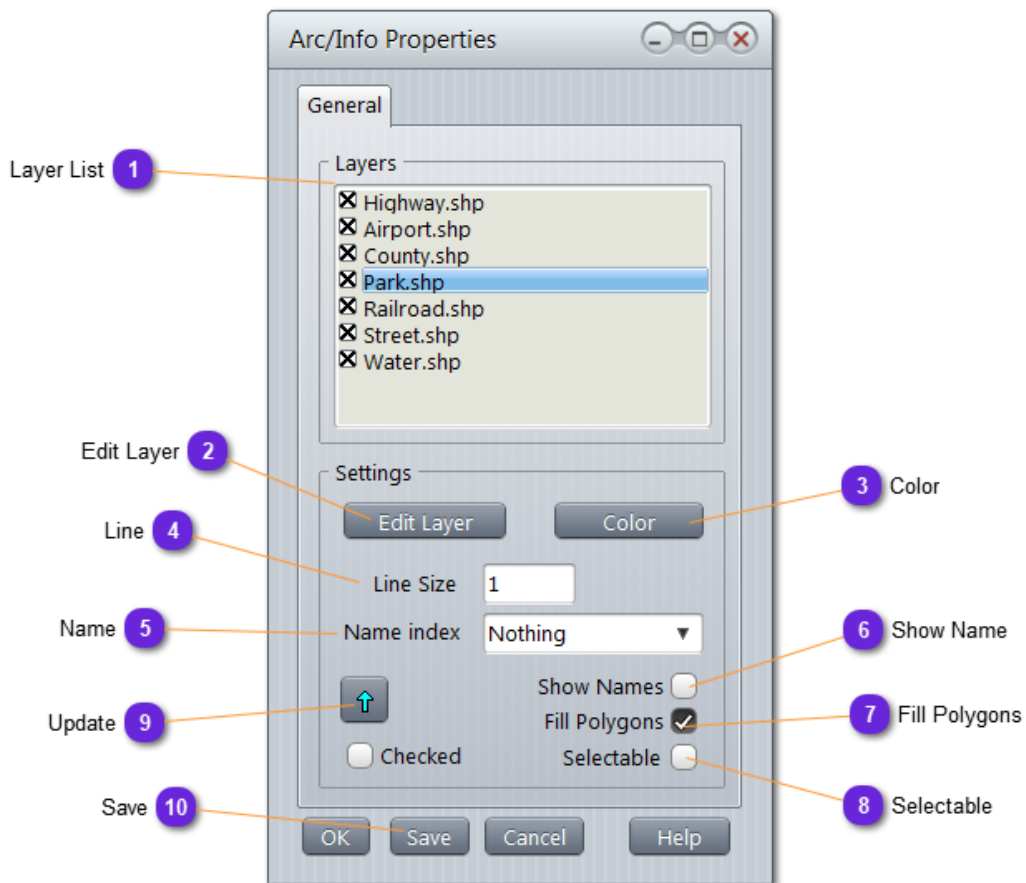 Arc/Info Properties
General
Layer List 1
Layers
Highway.shp
Airport.shp
County.shp
Park.shp
Railroad.shp
Street.shp
Water.shp
Edit Layer 2
Settings
Edit Layer
Color
3 Color
Line 4
Line Size 1
Name 5
Name index Nothing
6 Show Name
Show Names
Update 9
Fill Polygons
7 Fill Polygons
Checked
Selectable
8 Selectable
Save 10
OK
Save
Cancel
Help